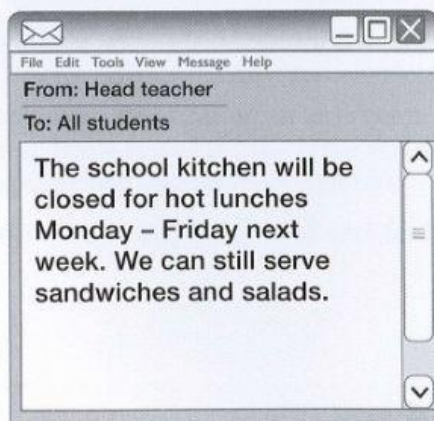 File Edit Tools View Message Help
From: Head teacher
To: All students
The school kitchen will be
closed for hot lunches
Monday – Friday next
week. We can still serve
sandwiches and salads.